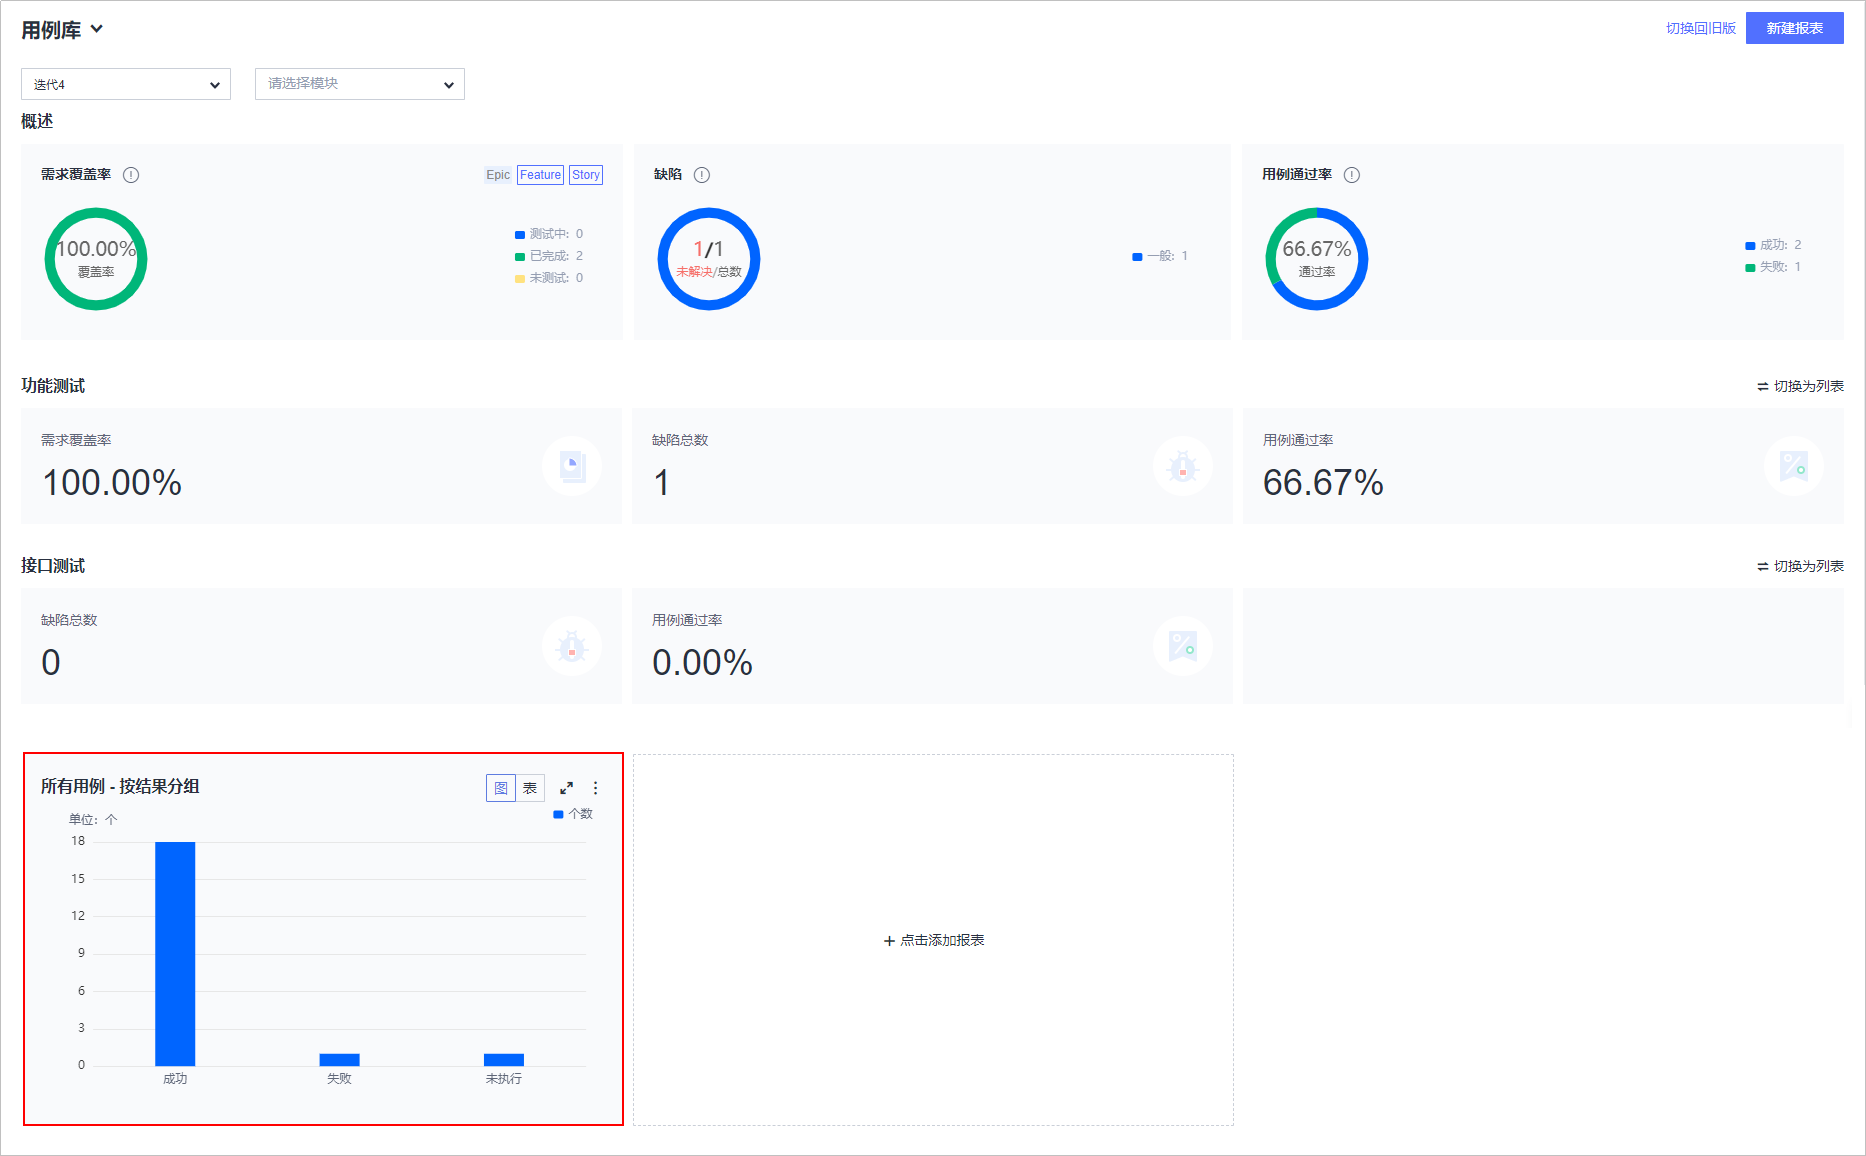 用例库
切换回旧版
新建报表
迭代4
请选择模块
概述
需求覆盖率
Epic Feature Story
100.00%
覆盖率
测试中: 0
已完成: 2
未测试: 0
缺陷
1/1
未解决/总数
一般: 1
用例通过率
66.67%
通过率
成功: 2
失败: 1
功能测试
切换为列表
需求覆盖率
100.00%
缺陷总数
1
用例通过率
66.67%
接口测试
切换为列表
缺陷总数
0
用例通过率
0.00%
所有用例 - 按结果分组
图 表
单位: 个
个数
18
15
12
9
6
3
0
成功 失败 未执行
+ 点击添加报表